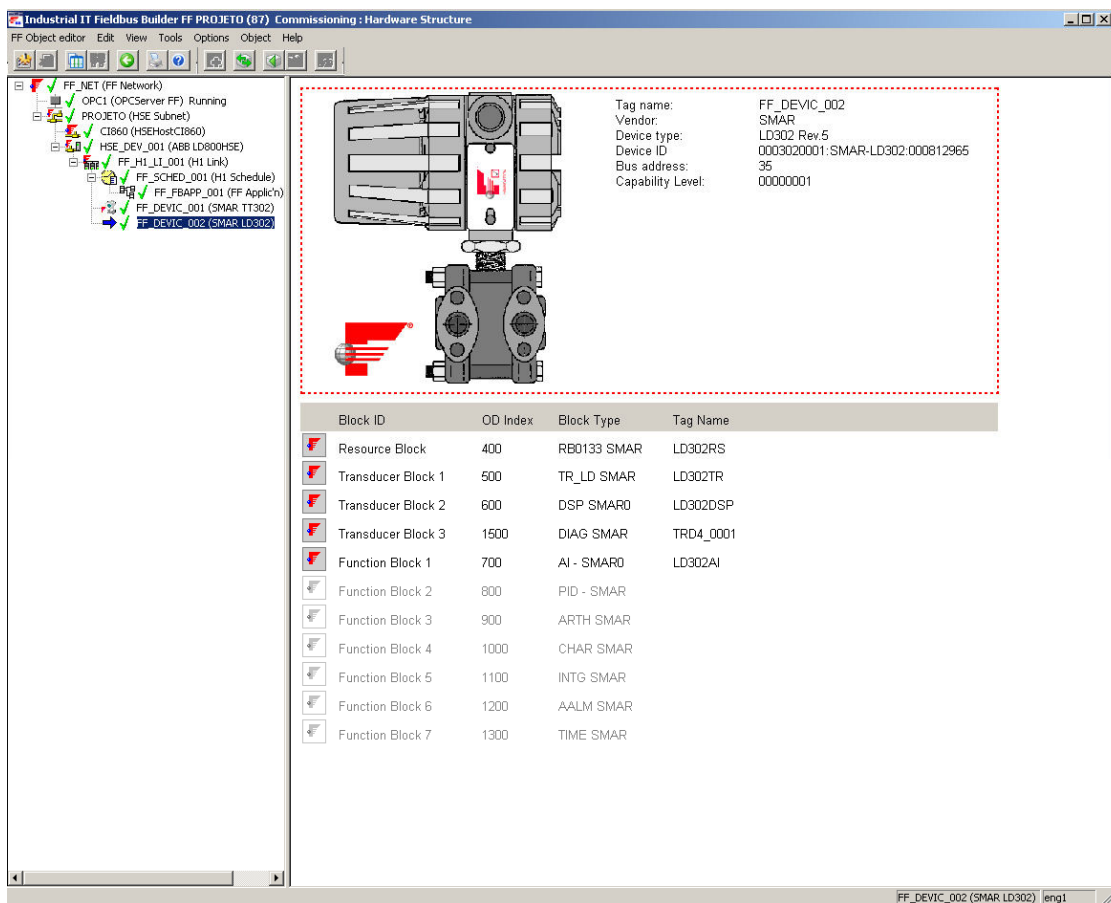 Industrial IT Fieldbus Builder FF PROJETO (87) Commissioning : Hardware Structure
FF Object editor Edit View Tools Options Object Help
FF_NET (FF Network)
OPC1 (OPCServer FF) Running
PROJETO (HSE Subnet)
CI860 (HSEHostCI860)
HSE_DEV_001 (ABB LD800HSE)
FF_H1_LI_001 (H1 Link)
FF_SCHED_001 (H1 Schedule)
FF_FBAPP_001 (FF Applic'n)
FF_DEVIC_001 (SMAR TT302)
FF_DEVIC_002 (SMAR LD302)
Tag name: FF_DEVIC_002
Vendor: SMAR
Device type: LD302 Rev.5
Device ID 0003020001:SMAR-LD302:000812965
Bus address: 35
Capability Level: 00000001
Block ID OD Index Block Type Tag Name
Resource Block 400 RB0133 SMAR LD302RS
Transducer Block 1 500 TR_LD SMAR LD302TR
Transducer Block 2 600 DSP SMAR0 LD302DSP
Transducer Block 3 1500 DIAG SMAR TRD4_0001
Function Block 1 700 AI - SMAR0 LD302AI
Function Block 2 800 PID - SMAR
Function Block 3 900 ARTH SMAR
Function Block 4 1000 CHAR SMAR
Function Block 5 1100 INTG SMAR
Function Block 6 1200 AALM SMAR
Function Block 7 1300 TIME SMAR
FF_DEVIC_002 (SMAR LD302) eng1